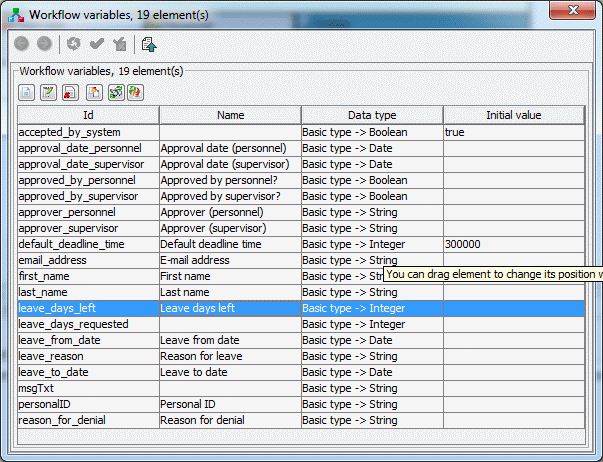 Workflow variables, 19 element(s)
Workflow variables, 19 element(s)
Id Name Data type Initial value
accepted_by_system Basic type -> Boolean true
approval_date_personnel Approval date (personnel) Basic type -> Date
approval_date_supervisor Approval date (supervisor) Basic type -> Date
approved_by_personnel Approved by personnel? Basic type -> Boolean
approved_by_supervisor Approved by supervisor? Basic type -> Boolean
approver_personnel Approver (personnel) Basic type -> String
approver_supervisor Approver (supervisor) Basic type -> String
default_deadline_time Default deadline time Basic type -> Integer 300000
email_address E-mail address Basic type -> String
first_name First name Basic type -> String
You can drag element to change its position w
last_name Last name Basic type -> String
leave_days_left Leave days left Basic type -> Integer
leave_days_requested Basic type -> Integer
leave_from_date Leave from date Basic type -> Date
leave_reason Reason for leave Basic type -> String
leave_to_date Leave to date Basic type -> Date
msgTxt Basic type -> String
personalID Personal ID Basic type -> String
reason_for_denial Reason for denial Basic type -> String